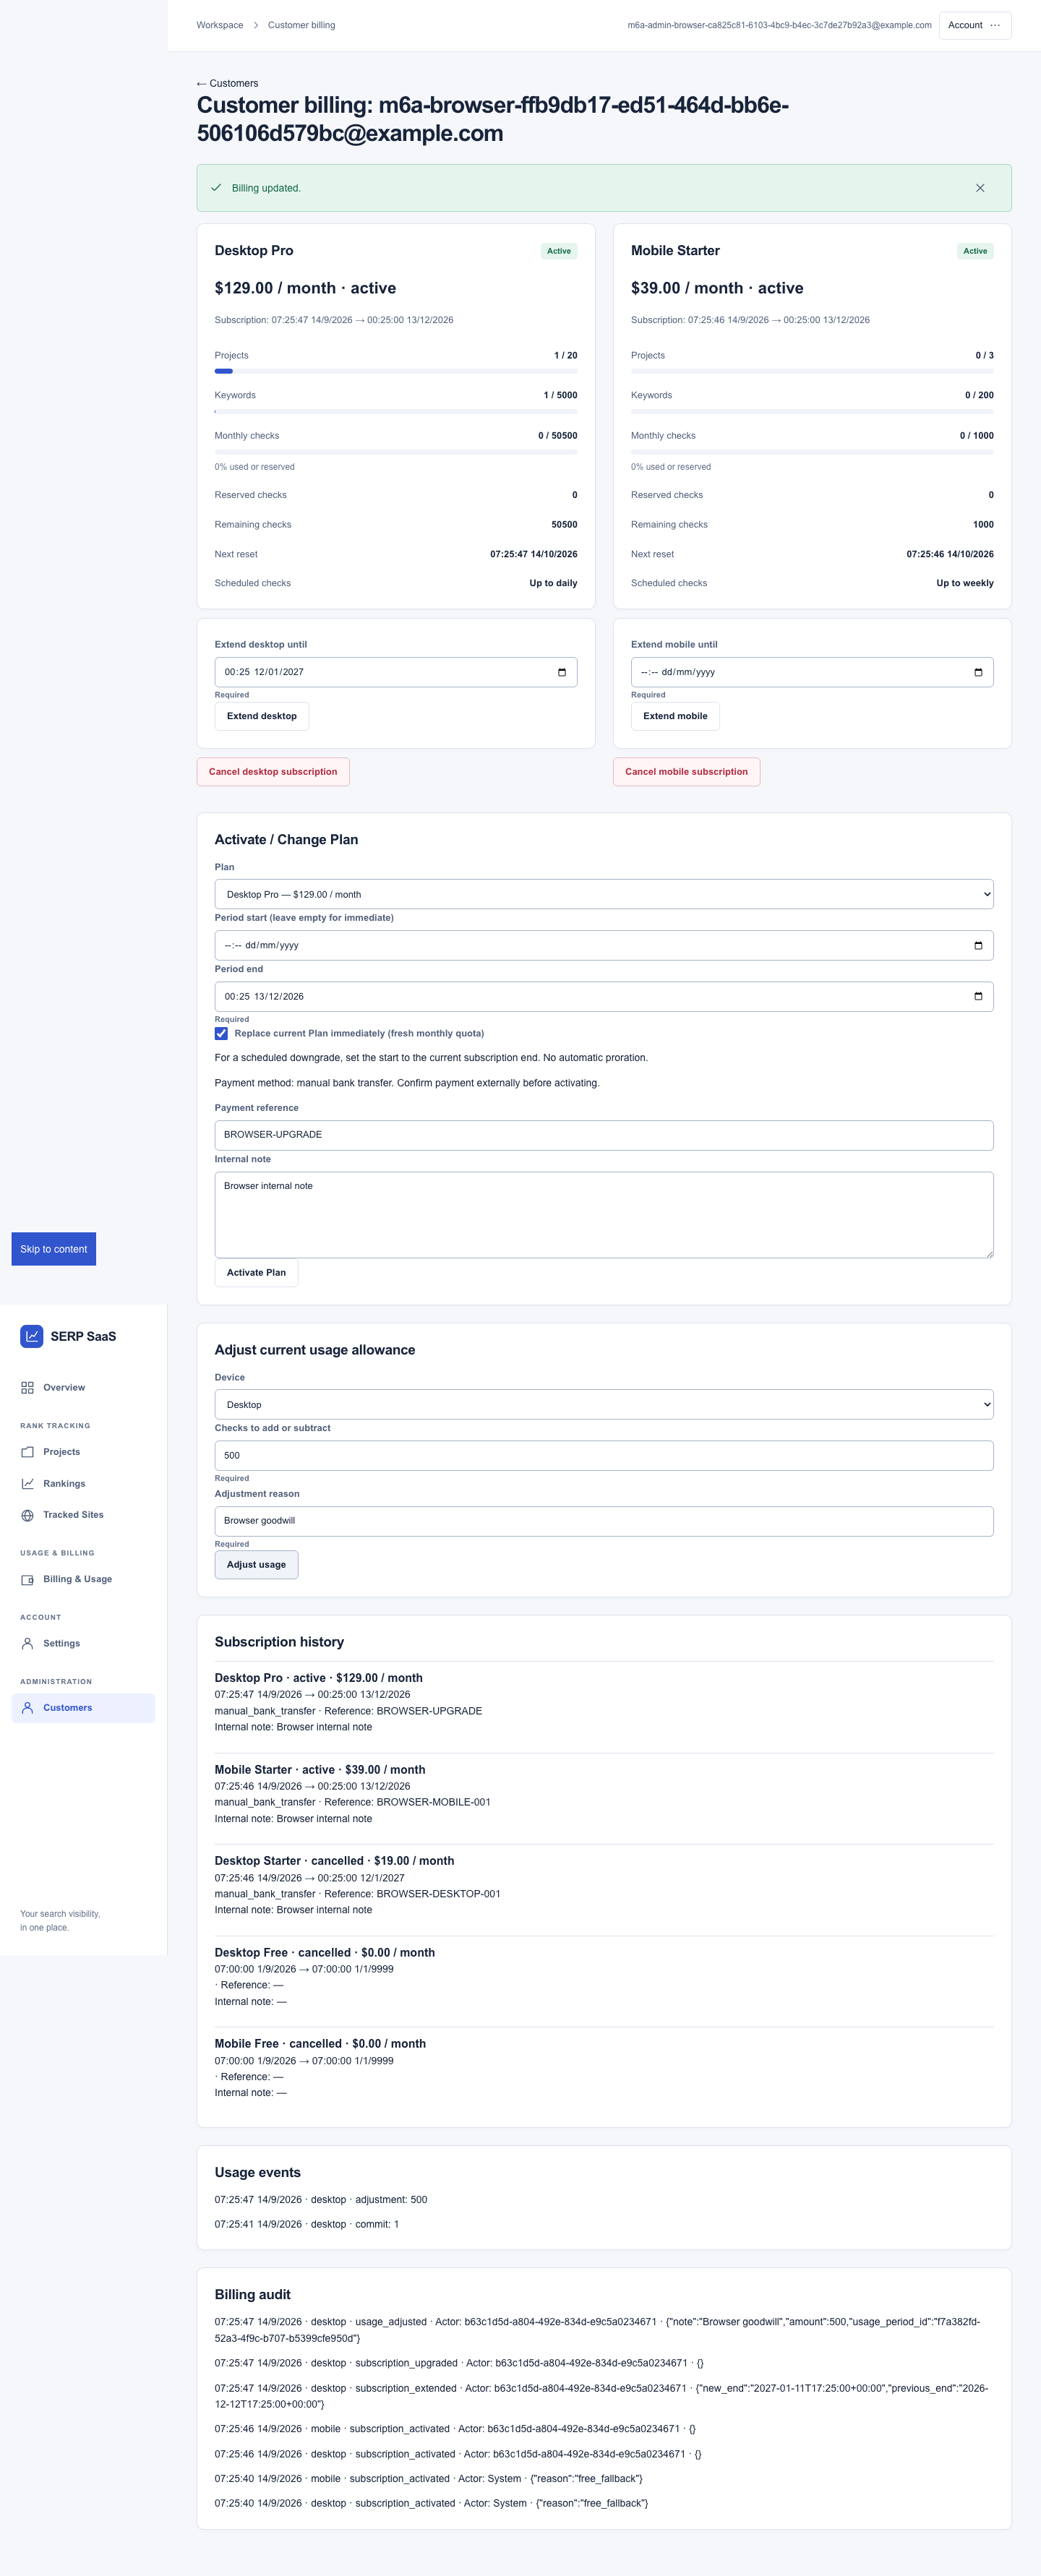 Workspace > Customer billing
m6a-admin-browser-ca825c81-6103-4bc9-b4ec-3c7de27b92a3@example.com
Account ···
← Customers
Customer billing: m6a-browser-ffb9db17-ed51-464d-bb6e-
506106d579bc@example.com
Billing updated.
Desktop Pro
Active
$129.00 / month · active
Subscription: 07:25:47 14/9/2026 → 00:25:00 13/12/2026
Projects 1 / 20
Keywords 1 / 5000
Monthly checks 0 / 50500
0% used or reserved
Reserved checks 0
Remaining checks 50500
Next reset 07:25:47 14/10/2026
Scheduled checks Up to daily
Mobile Starter
Active
$39.00 / month · active
Subscription: 07:25:46 14/9/2026 → 00:25:00 13/12/2026
Projects 0 / 3
Keywords 0 / 200
Monthly checks 0 / 1000
0% used or reserved
Reserved checks 0
Remaining checks 1000
Next reset 07:25:46 14/10/2026
Scheduled checks Up to weekly
Extend desktop until
00:25 12/01/2027
Required
Extend desktop
Cancel desktop subscription
Extend mobile until
--:-- dd/mm/yyyy
Required
Extend mobile
Cancel mobile subscription
Activate / Change Plan
Plan
Desktop Pro — $129.00 / month
Period start (leave empty for immediate)
--:-- dd/mm/yyyy
Period end
00:25 13/12/2026
Required
Replace current Plan immediately (fresh monthly quota)
For a scheduled downgrade, set the start to the current subscription end. No automatic proration.
Payment method: manual bank transfer. Confirm payment externally before activating.
Payment reference
BROWSER-UPGRADE
Internal note
Browser internal note
Activate Plan
Skip to content
SERP SaaS
Overview
RANK TRACKING
Projects
Rankings
Tracked Sites
USAGE & BILLING
Billing & Usage
ACCOUNT
Settings
ADMINISTRATION
Customers
Your search visibility,
in one place.
Adjust current usage allowance
Device
Desktop
Checks to add or subtract
500
Required
Adjustment reason
Browser goodwill
Required
Adjust usage
Subscription history
Desktop Pro · active · $129.00 / month
07:25:47 14/9/2026 → 00:25:00 13/12/2026
manual_bank_transfer · Reference: BROWSER-UPGRADE
Internal note: Browser internal note
Mobile Starter · active · $39.00 / month
07:25:46 14/9/2026 → 00:25:00 13/12/2026
manual_bank_transfer · Reference: BROWSER-MOBILE-001
Internal note: Browser internal note
Desktop Starter · cancelled · $19.00 / month
07:25:46 14/9/2026 → 00:25:00 12/1/2027
manual_bank_transfer · Reference: BROWSER-DESKTOP-001
Internal note: Browser internal note
Desktop Free · cancelled · $0.00 / month
07:00:00 1/9/2026 → 07:00:00 1/1/9999
· Reference: —
Internal note: —
Mobile Free · cancelled · $0.00 / month
07:00:00 1/9/2026 → 07:00:00 1/1/9999
· Reference: —
Internal note: —
Usage events
07:25:47 14/9/2026 · desktop · adjustment: 500
07:25:41 14/9/2026 · desktop · commit: 1
Billing audit
07:25:47 14/9/2026 · desktop · usage_adjusted · Actor: b63c1d5d-a804-492e-834d-e9c5a0234671 · {"note":"Browser goodwill","amount":500,"usage_period_id":"f7a382fd-
52a3-4f9c-b707-b5399cfe950d"}
07:25:47 14/9/2026 · desktop · subscription_upgraded · Actor: b63c1d5d-a804-492e-834d-e9c5a0234671 · {}
07:25:47 14/9/2026 · desktop · subscription_extended · Actor: b63c1d5d-a804-492e-834d-e9c5a0234671 · {"new_end":"2027-01-11T17:25:00+00:00","previous_end":"2026-
12-12T17:25:00+00:00"}
07:25:46 14/9/2026 · mobile · subscription_activated · Actor: b63c1d5d-a804-492e-834d-e9c5a0234671 · {}
07:25:46 14/9/2026 · desktop · subscription_activated · Actor: b63c1d5d-a804-492e-834d-e9c5a0234671 · {}
07:25:40 14/9/2026 · mobile · subscription_activated · Actor: System · {"reason":"free_fallback"}
07:25:40 14/9/2026 · desktop · subscription_activated · Actor: System · {"reason":"free_fallback"}